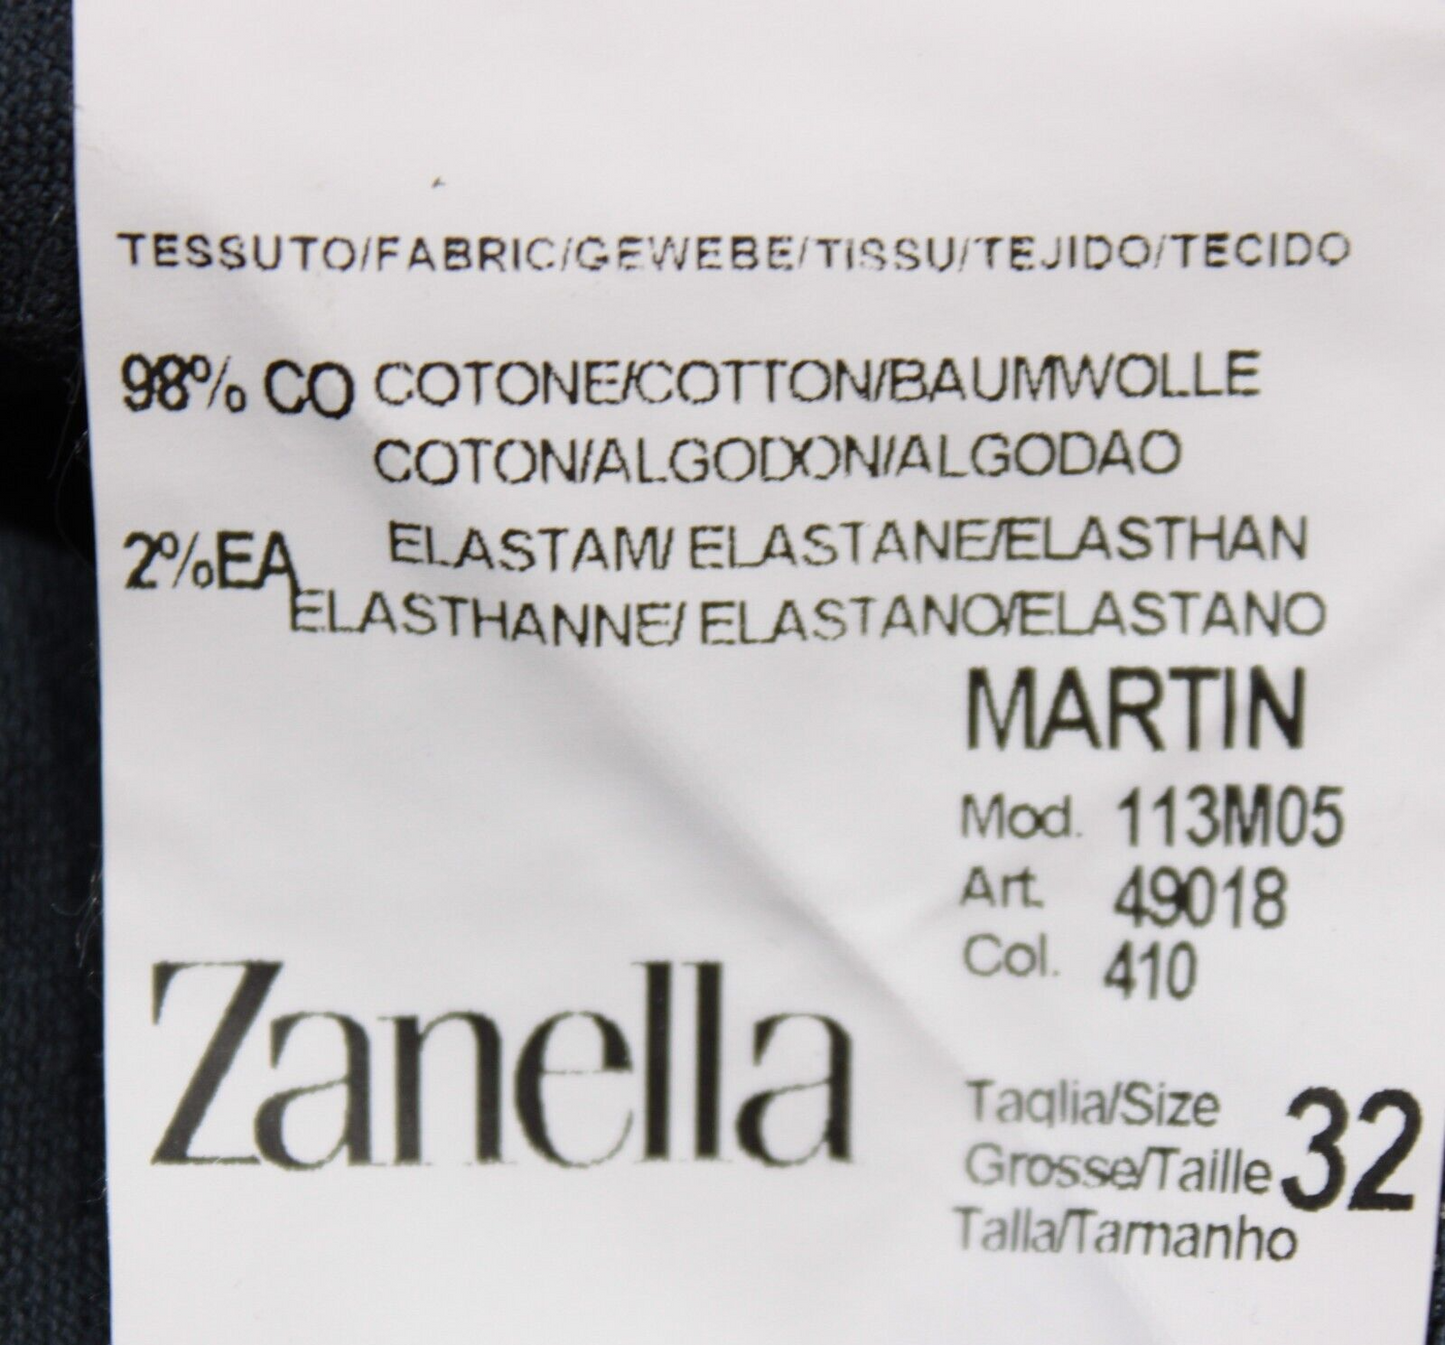 TESSUTO/FABRIC/GEWEBE/TISSU/TEJIDO/TECIDO
98% CO COTONE/COTTON/BAUMWOLLE
COTON/ALGODON/ALGODAO
2%EA ELASTAM/ ELASTANE/ELASTHAN
ELASTHANNE/ ELASTANO/ELASTANO
MARTIN
Mod. 113M05
Art. 49018
Col. 410
Zanella
Taglia/Size
Grosse/Taille 32
Talla/Tamanho